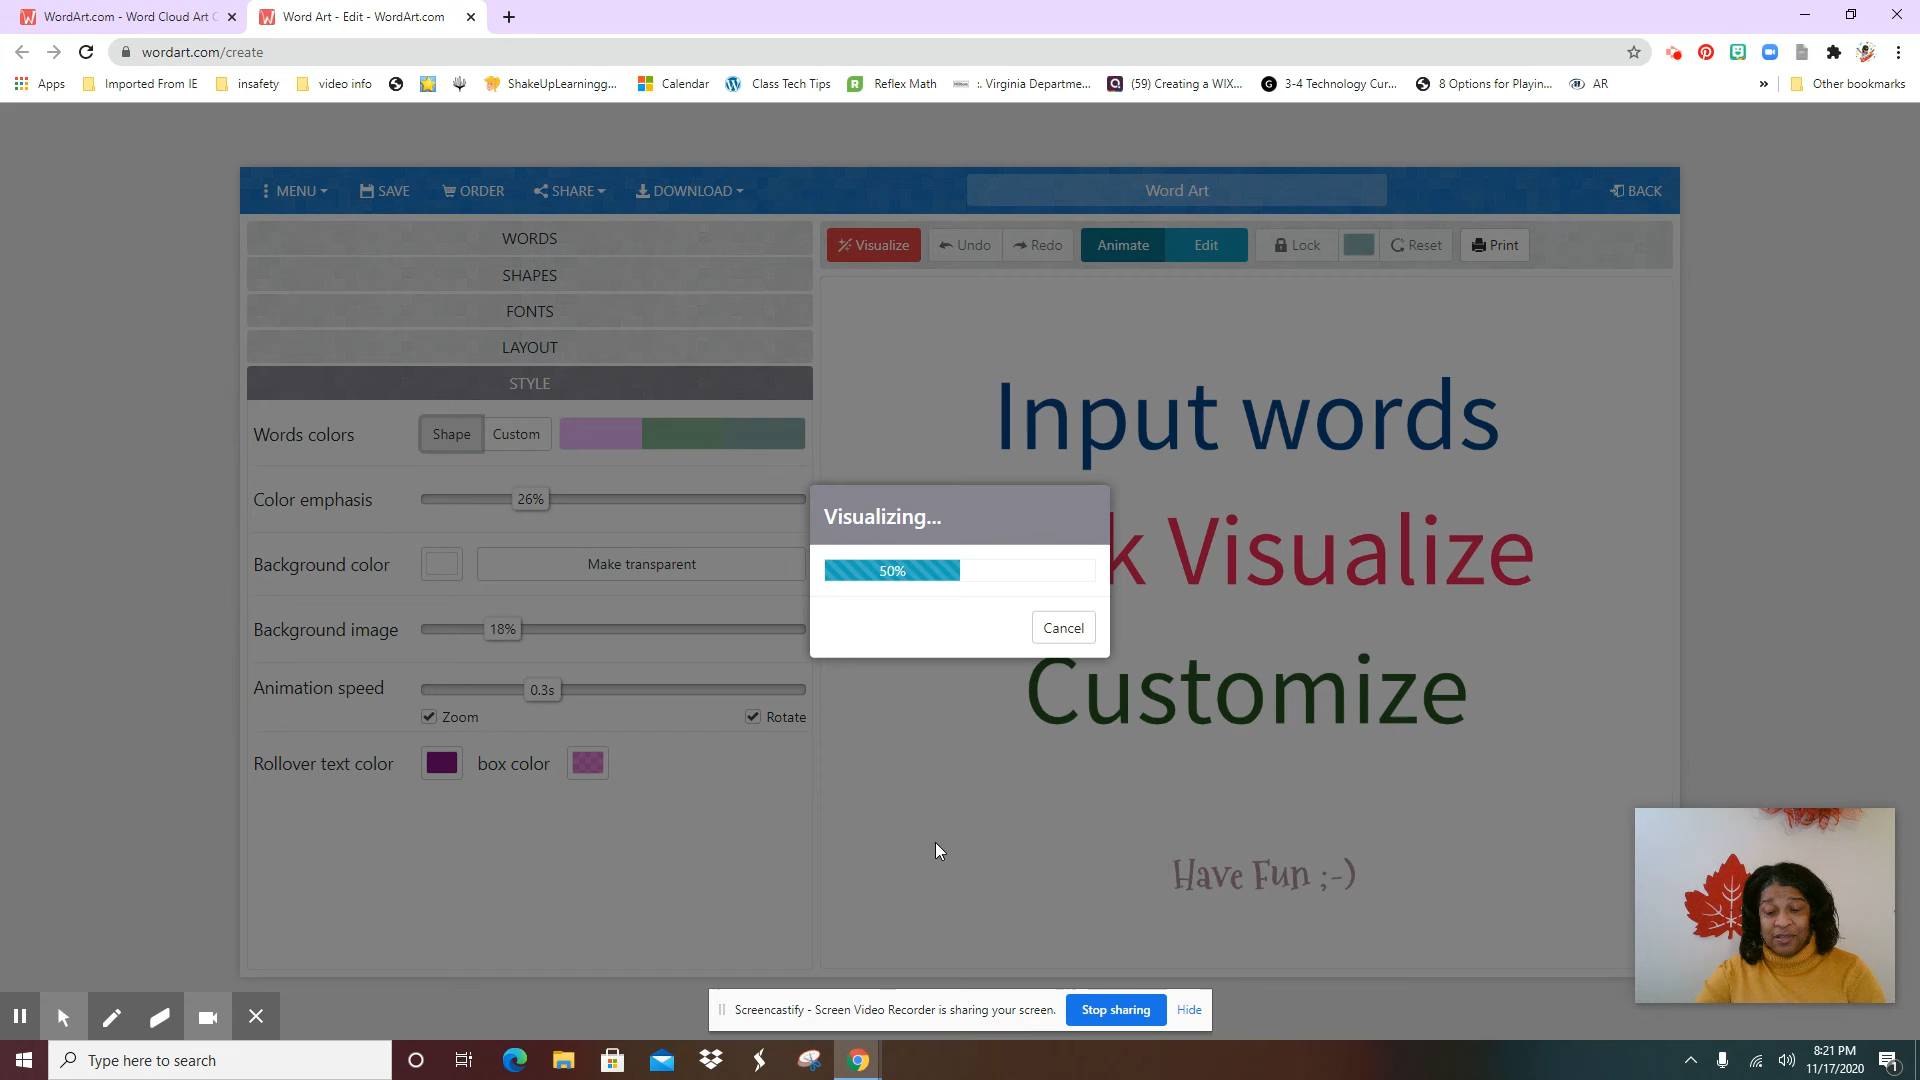 WordArt.com - Word Cloud Art C
Word Art - Edit - WordArt.com
wordart.com/create
Apps
Imported From IE
insafety
video info
ShakeUpLearningg...
Calendar
Class Tech Tips
Reflex Math
:. Virginia Departme...
(59) Creating a WIX...
3-4 Technology Cur...
8 Options for Playin...
AR
»
Other bookmarks
MENU
SAVE
ORDER
SHARE
DOWNLOAD
Word Art
BACK
WORDS
SHAPES
FONTS
LAYOUT
STYLE
Visualize
Undo
Redo
Animate
Edit
Lock
Reset
Print
Words colors
Shape
Custom
Color emphasis
26%
Background color
Make transparent
Background image
18%
Animation speed
0.3s
Zoom
Rotate
Rollover text color
box color
Input words
k Visualize
Customize
Have Fun ;-)
Visualizing...
50%
Cancel
Screencastify - Screen Video Recorder is sharing your screen.
Stop sharing
Hide
Type here to search
8:21 PM
11/17/2020
1